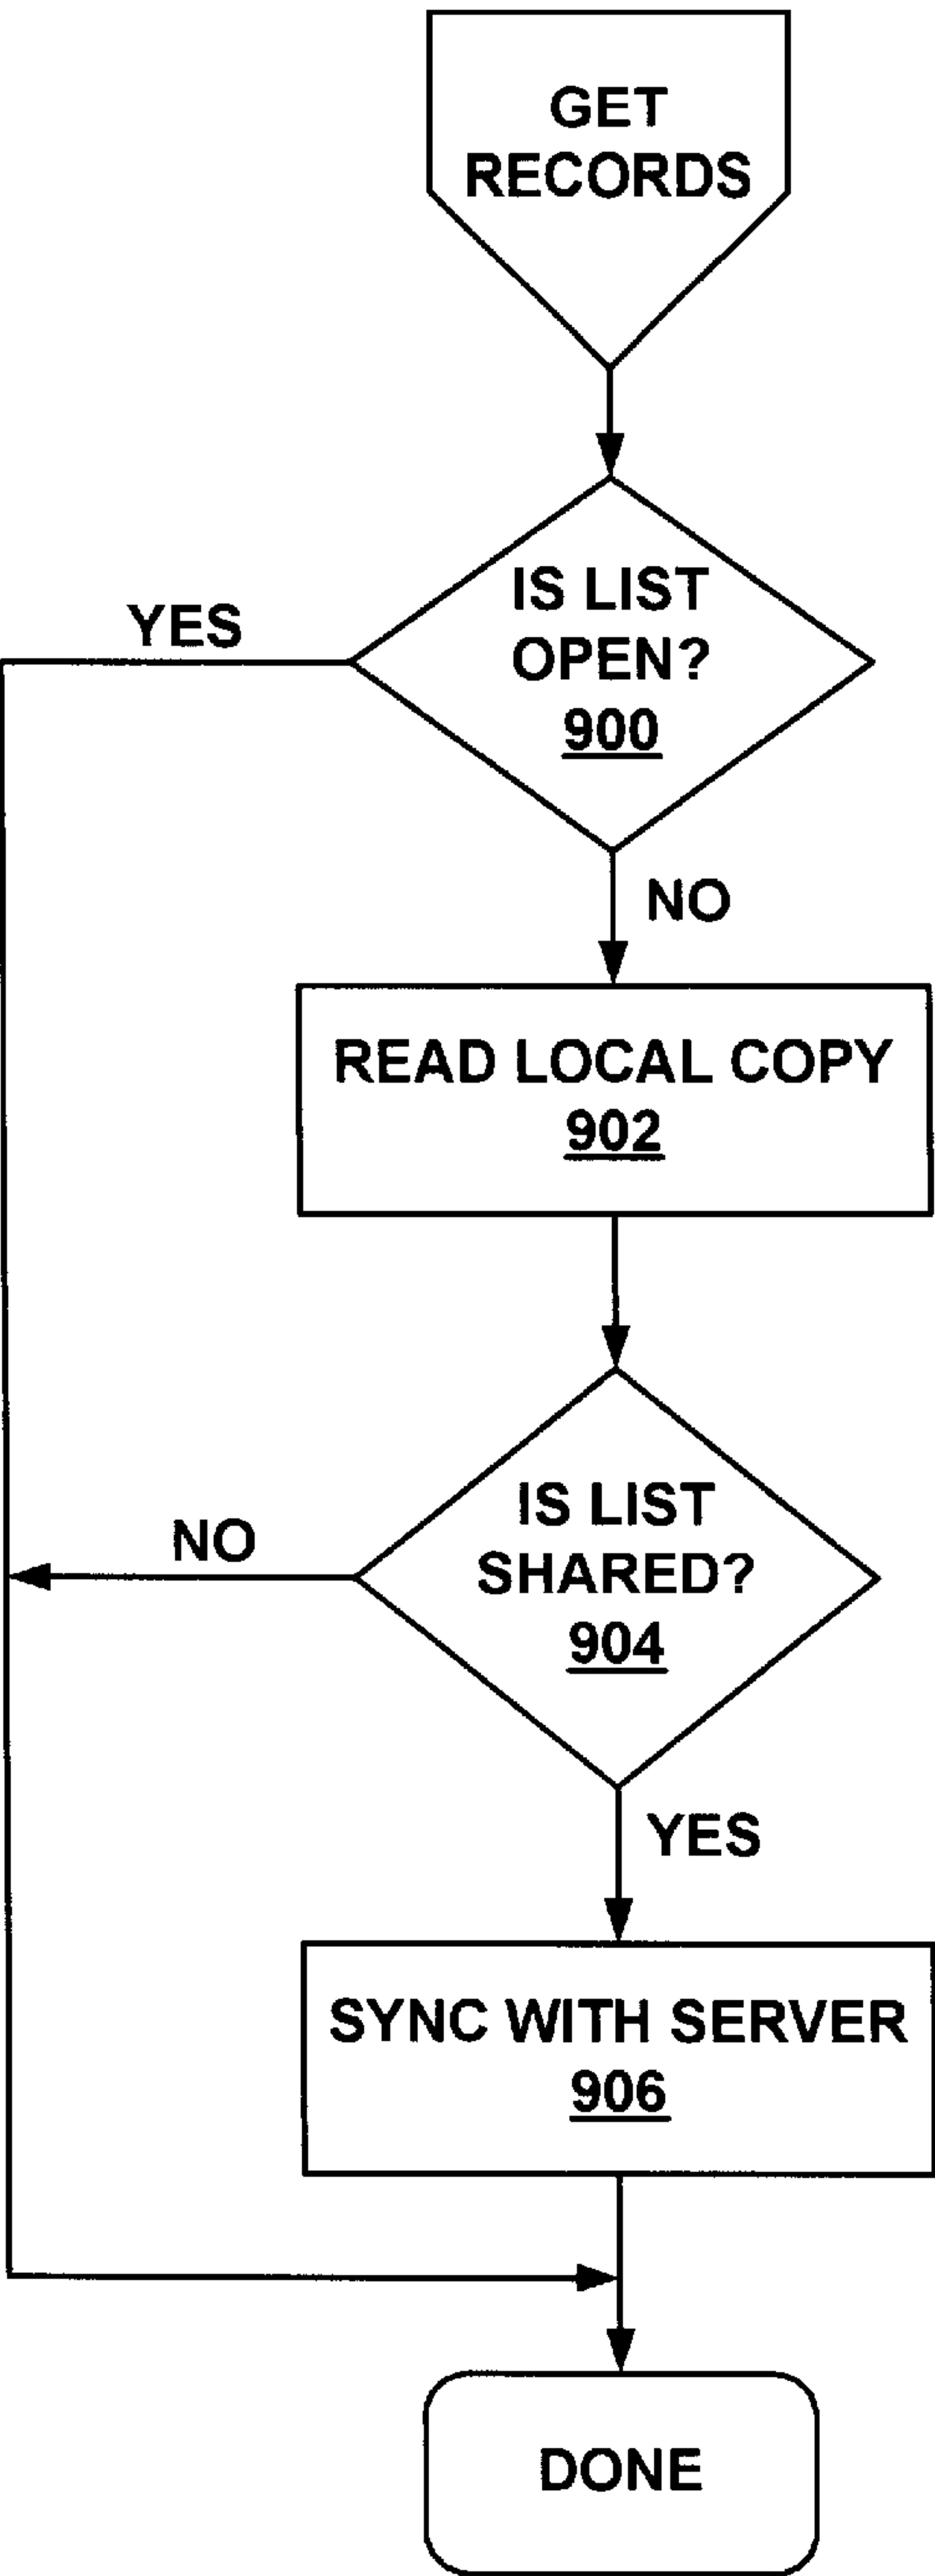 GET
RECORDS
IS LIST
OPEN?
900
YES
NO
READ LOCAL COPY
902
IS LIST
SHARED?
904
NO
YES
SYNC WITH SERVER
906
DONE